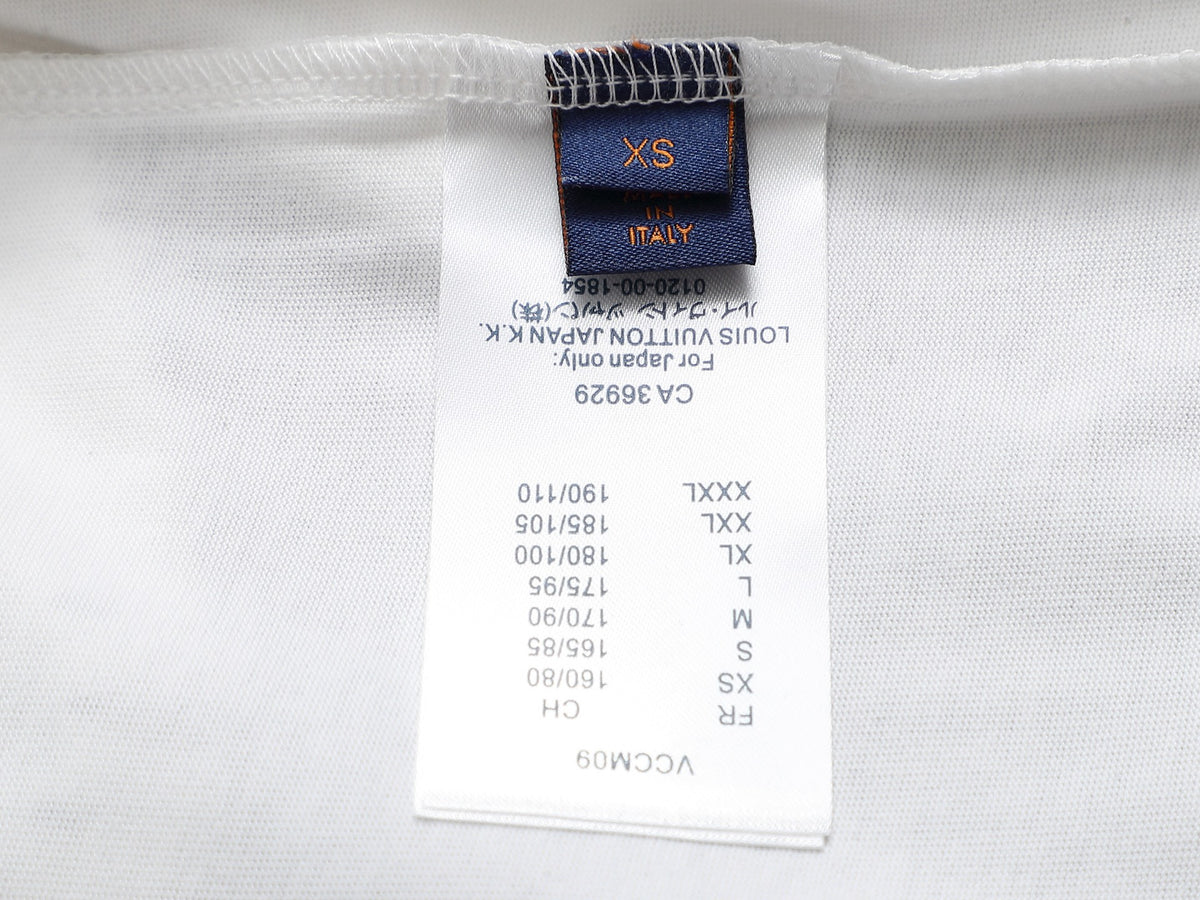 XS
IN
ITALY
VCCM09
FR CH
XS 160/80
S 165/85
M 170/90
L 175/95
XL 180/100
XXL 185/105
XXXL 190/110
CA 36929
For Japan only:
LOUIS VUITTON JAPAN K.K.
ルイ・ヴィトン ジャパン(株)
0120-00-1854